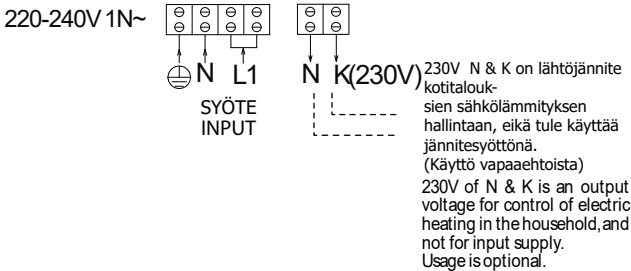 220-240V 1N~
N L1
SYÖTE
INPUT
N K(230V)
230V N & K on lähtöjännite
kotitalouk-
sien sähkölämmityksen
hallintaan, eikä tule käyttää
jännitesyöttönä.
(Käyttö vapaaehtoista)
230V of N & K is an output
voltage for control of electric
heating in the household, and
not for input supply.
Usage is optional.